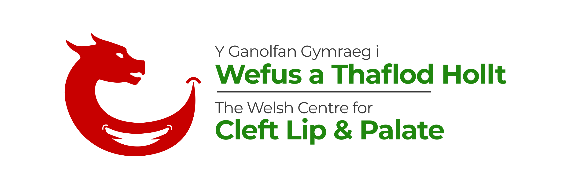 Y Ganolfan Gymraeg i
Wefus a Thaflod Hollt
The Welsh Centre for
Cleft Lip & Palate